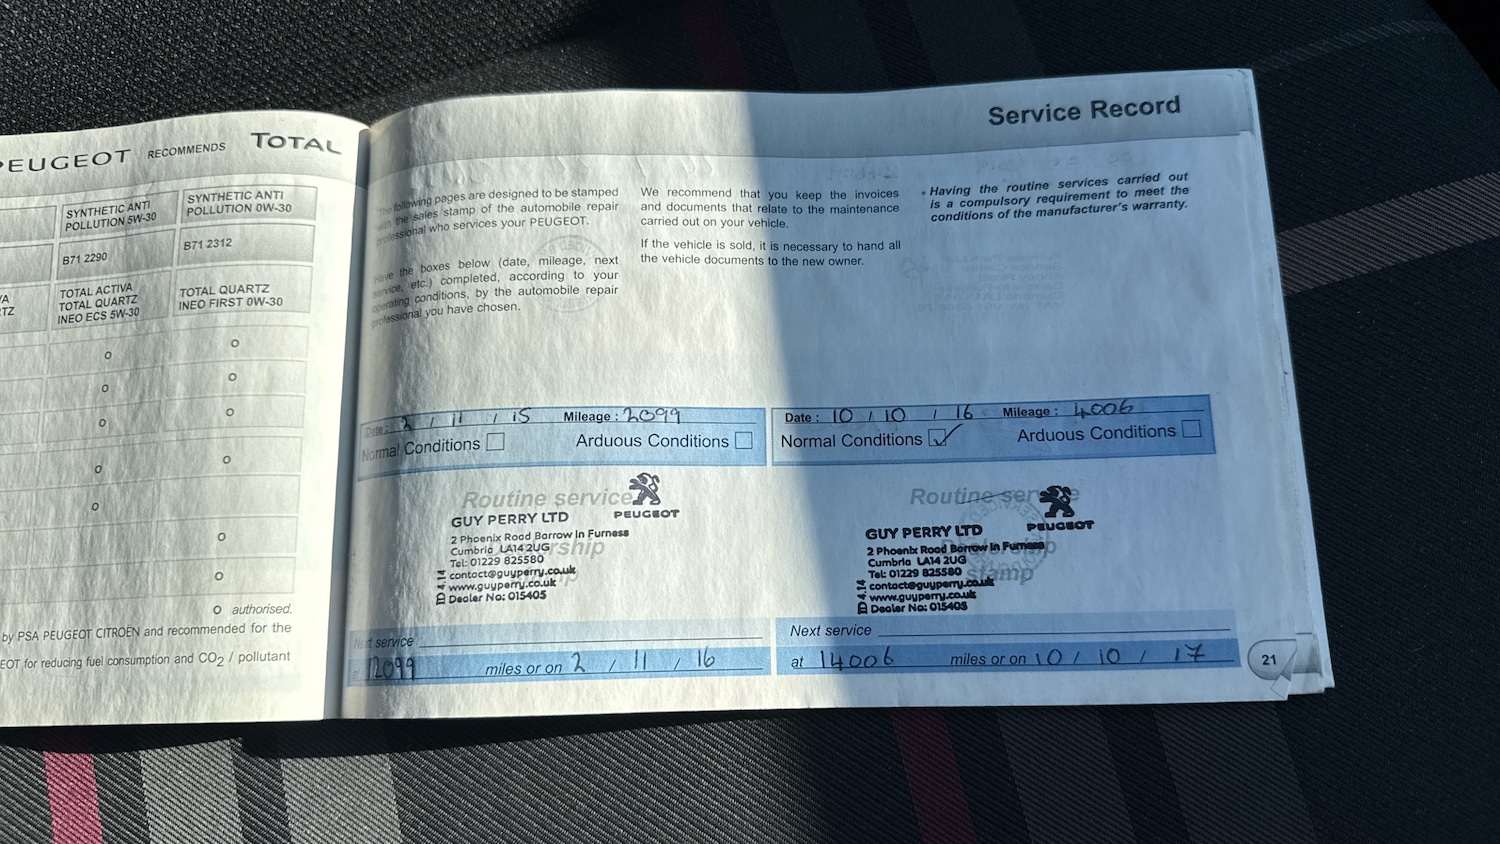 PEUGEOT RECOMMENDS TOTAL
SYNTHETIC ANTI
POLLUTION 5W-30
SYNTHETIC ANTI
POLLUTION 0W-30
B71 2290
B71 2312
TOTAL ACTIVA
TOTAL QUARTZ
INEO ECS 5W-30
TOTAL QUARTZ
INEO FIRST 0W-30
O authorised.
by PSA PEUGEOT CITROËN and recommended for the
EOT for reducing fuel consumption and CO2 / pollutant
Service Record
The following pages are designed to be stamped
with the sales stamp of the automobile repair
professional who services your PEUGEOT.
Have the boxes below (date, mileage, next
service, etc.) completed, according to your
operating conditions, by the automobile repair
professional you have chosen.
We recommend that you keep the invoices
and documents that relate to the maintenance
carried out on your vehicle.
If the vehicle is sold, it is necessary to hand all
the vehicle documents to the new owner.
Having the routine services carried out
is a compulsory requirement to meet the
conditions of the manufacturer's warranty.
Date : 2 / 11 / 15 Mileage : 2099
Normal Conditions Arduous Conditions
Routine service
PEUGEOT
GUY PERRY LTD
2 Phoenix Road Barrow in Furness
Cumbria LA14 2UG
Tel: 01229 825580
contact@guyperry.co.uk
www.guyperry.co.uk
Dealer No: 015405
ID 4.14
Next service
at 12099 miles or on 2 / 11 / 16
Date : 10 / 10 / 16 Mileage : 4006
Normal Conditions Arduous Conditions
Routine service
PEUGEOT
GUY PERRY LTD
2 Phoenix Road Barrow in Furness
Cumbria LA14 2UG
Tel: 01229 825580
contact@guyperry.co.uk
www.guyperry.co.uk
Dealer No: 015405
ID 4.14
Dealership
stamp
Next service
at 14006 miles or on 10 / 10 / 17
21